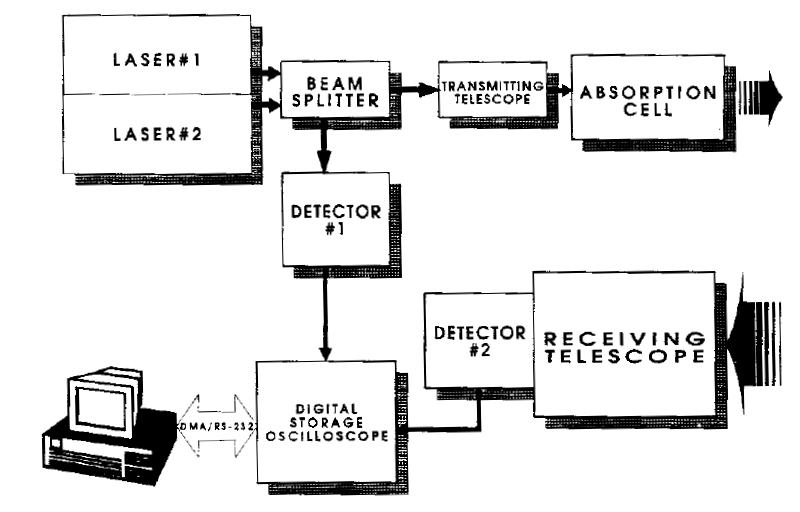 LASER#1
LASER#2
BEAM
SPLITTER
TRANSMITTING
TELESCOPE
ABSORPTION
CELL
DETECTOR
#1
DETECTOR
#2
RECEIVING
TELESCOPE
DMA/RS-232
DIGITAL
STORAGE
OSCILLOSCOPE